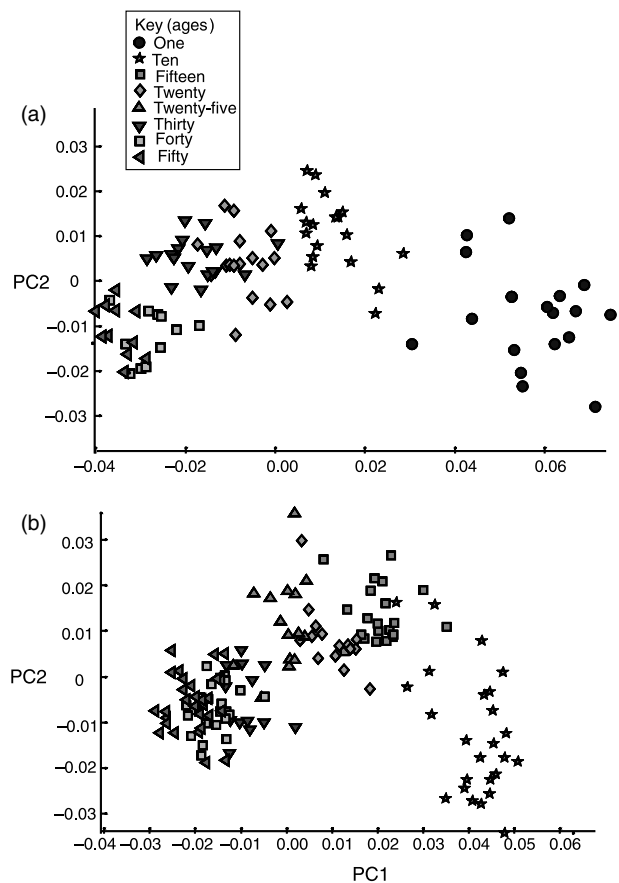 Key (ages)
One
Ten
Fifteen
Twenty
Twenty-five
Thirty
Forty
Fifty
(a)
0.03
0.02
0.01
PC2
0
−0.01
−0.02
−0.03
−0.04 −0.02 0.00 0.02 0.04 0.06
(b)
0.03
0.02
0.01
PC2
0
−0.01
−0.02
−0.03
−0.04 −0.03 −0.02 −0.01 0.00 0.01 0.02 0.03 0.04 0.05 0.06
PC1